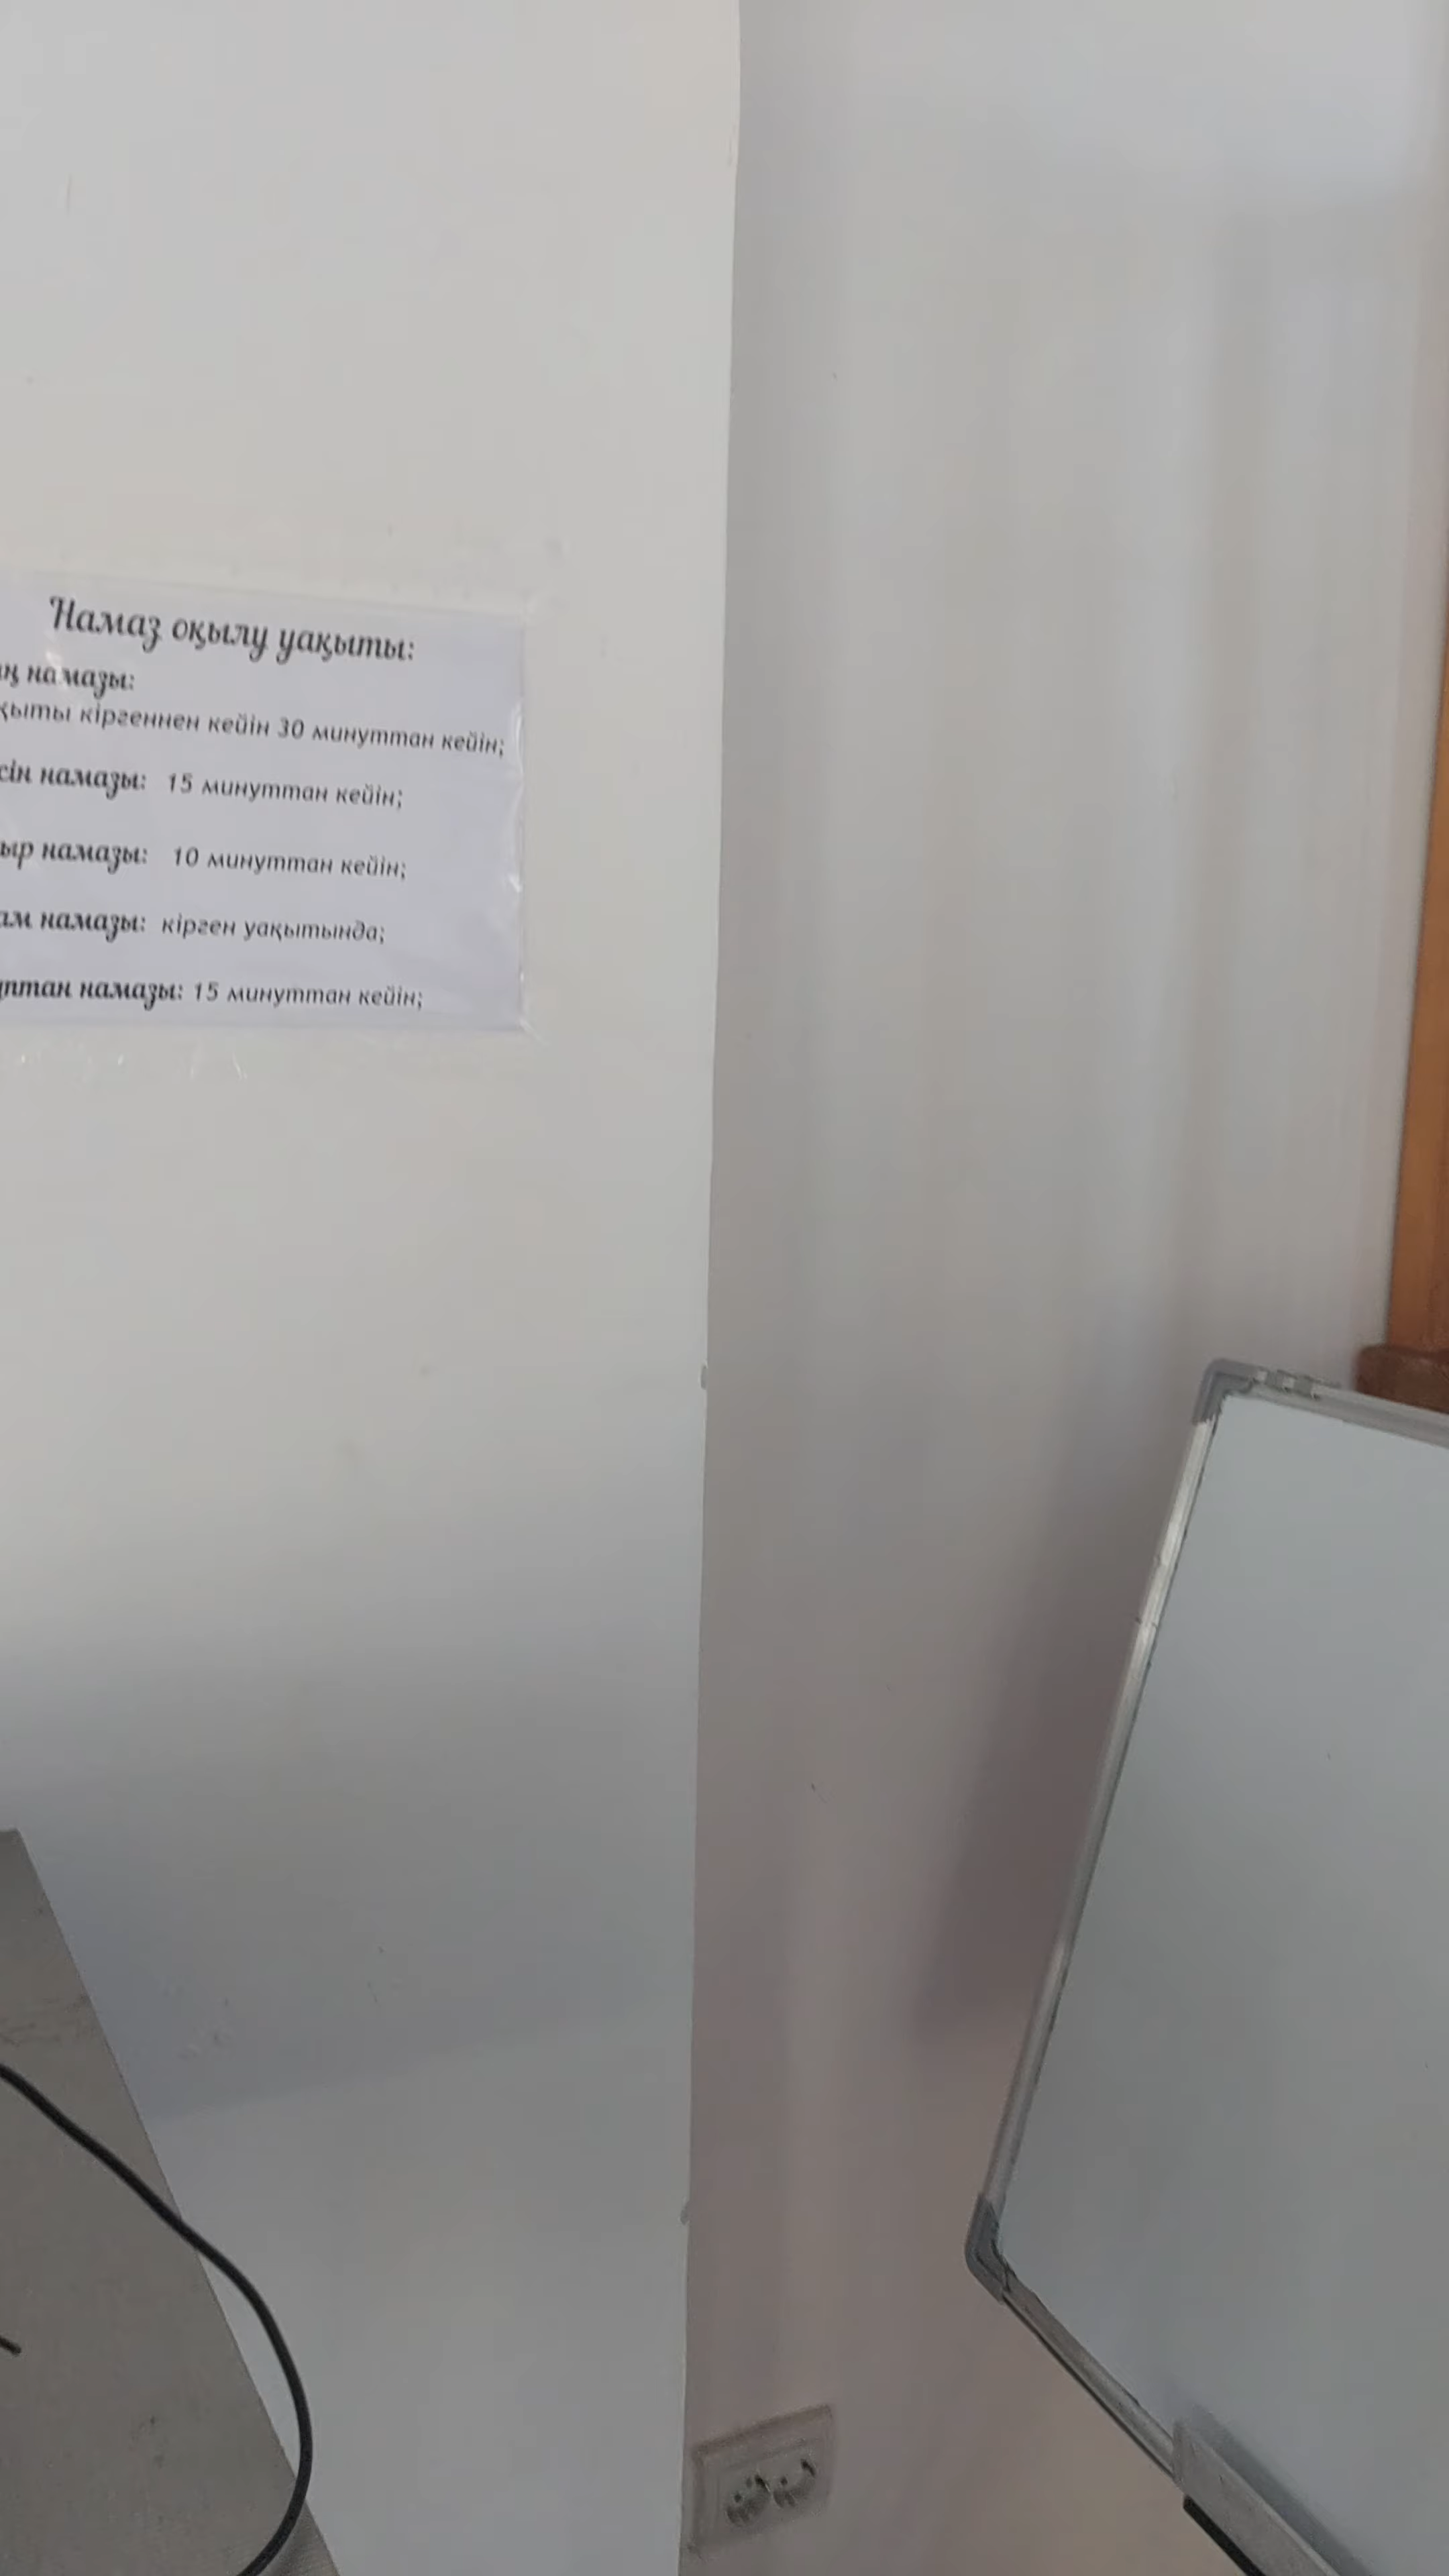 Намаз оқылу уақыты:
намазы:
кіргеннен кейін 30 минуттан кейін;
намазы: 15 минуттан кейін;
намазы: 10 минуттан кейін;
намазы: кірген уақытында;
намазы: 15 минуттан кейін;